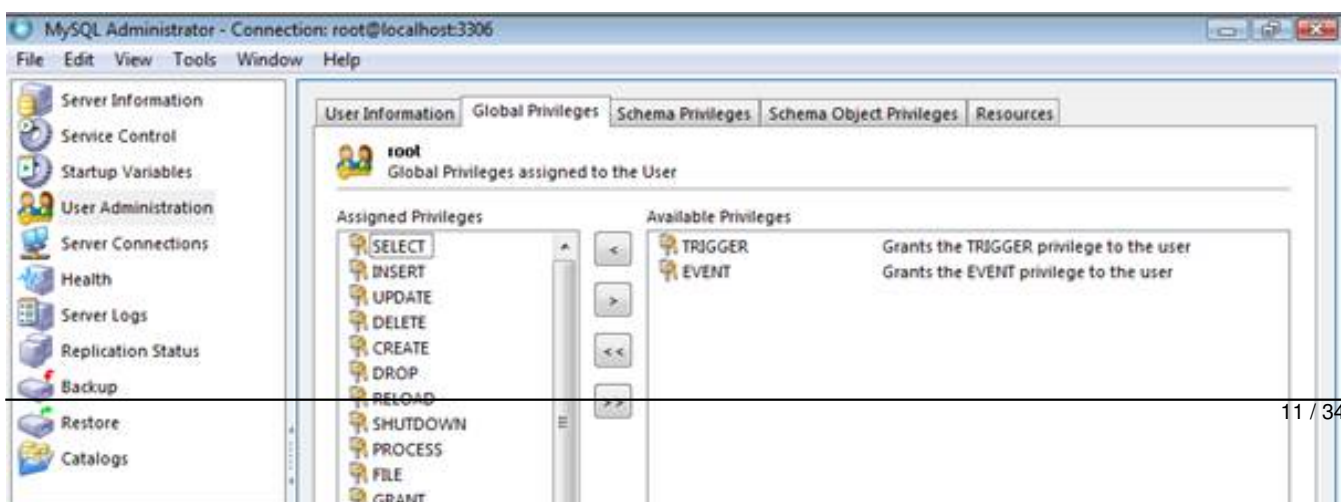 MySQL Administrator - Connection: root@localhost:3306
File Edit View Tools Window Help
Server Information
Service Control
Startup Variables
User Administration
Server Connections
Health
Server Logs
Replication Status
Backup
Restore
Catalogs
User Information Global Privileges Schema Privileges Schema Object Privileges Resources
root
Global Privileges assigned to the User
Assigned Privileges
SELECT
INSERT
UPDATE
DELETE
CREATE
DROP
RELOAD
SHUTDOWN
PROCESS
FILE
GRANT
<
>
<<
>>
Available Privileges
TRIGGER Grants the TRIGGER privilege to the user
EVENT Grants the EVENT privilege to the user
11 / 34